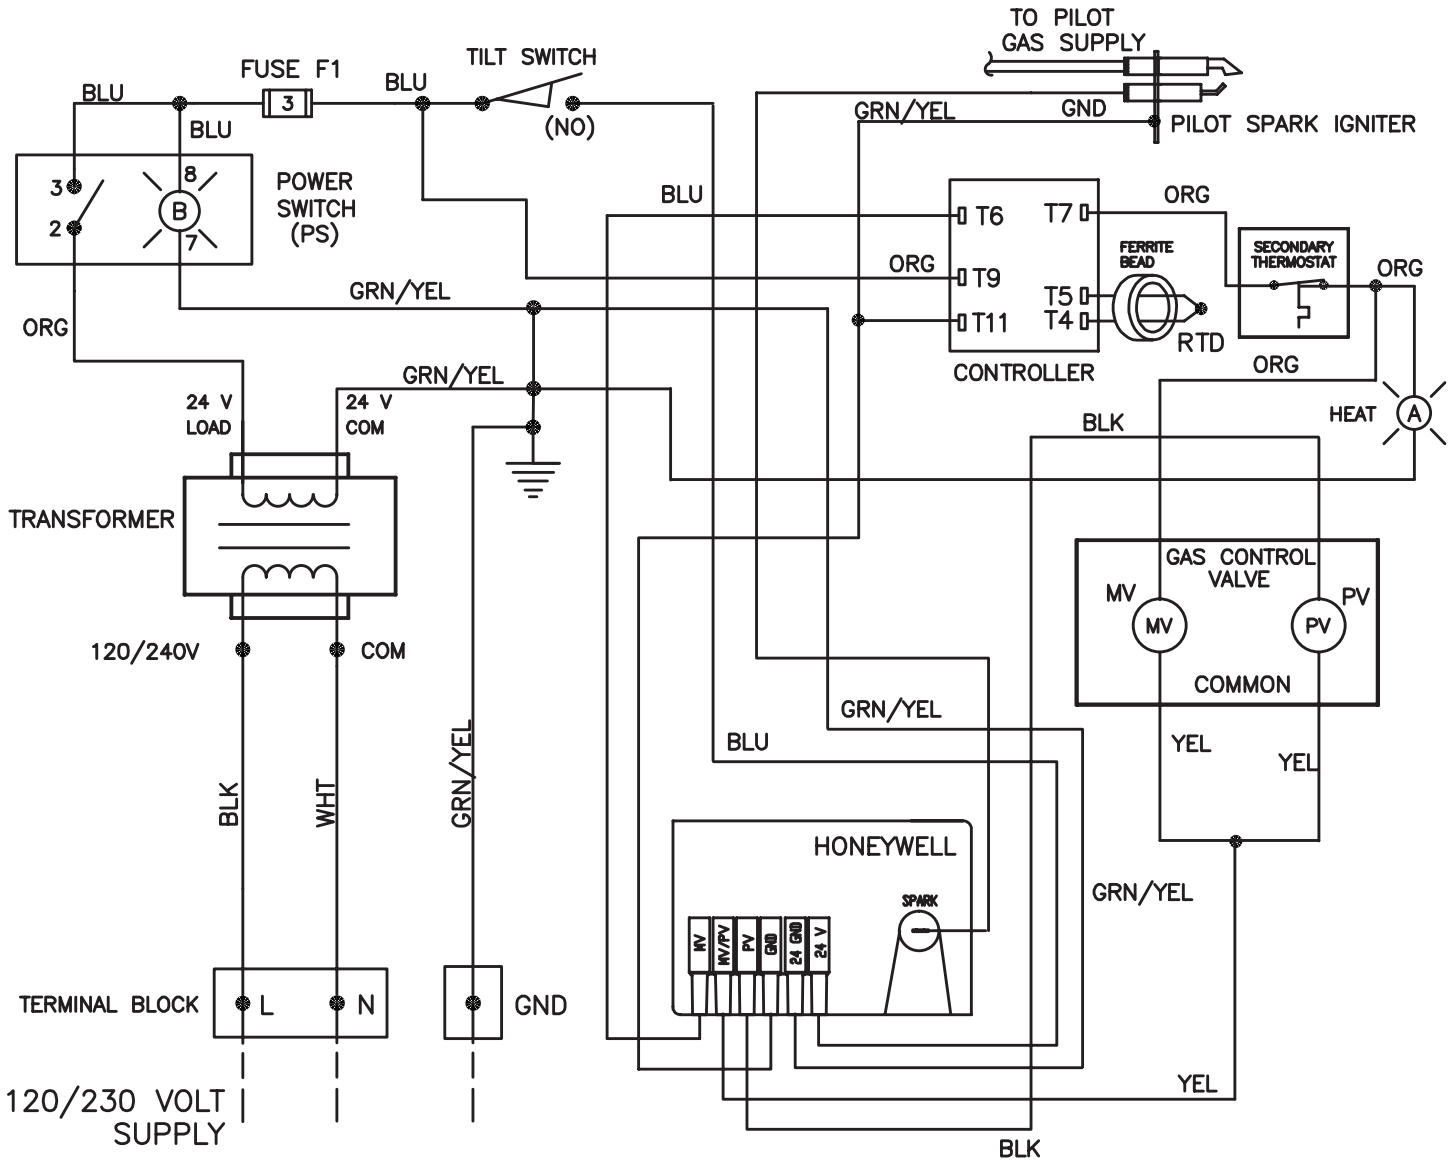 TO PILOT
GAS SUPPLY
TILT SWITCH
FUSE F1
BLU
BLU
3
BLU
(NO)
GRN/YEL
GND
PILOT SPARK IGNITER
3
8
B
2
7
POWER
SWITCH
(PS)
BLU
T6
T7
ORG
FERRITE
BEAD
SECONDARY
THERMOSTAT
ORG
ORG
T9
T5
GRN/YEL
T11
T4
RTD
ORG
CONTROLLER
ORG
GRN/YEL
24 V
LOAD
24 V
COM
HEAT
A
BLK
TRANSFORMER
GAS CONTROL
VALVE
MV
PV
MV
PV
COMMON
120/240V
COM
GRN/YEL
BLU
YEL
YEL
BLK
WHT
GRN/YEL
HONEYWELL
GRN/YEL
SPARK
MV
MV/PV
PV
GND
24 GND
24 V
TERMINAL BLOCK
L
N
GND
YEL
120/230 VOLT
SUPPLY
BLK